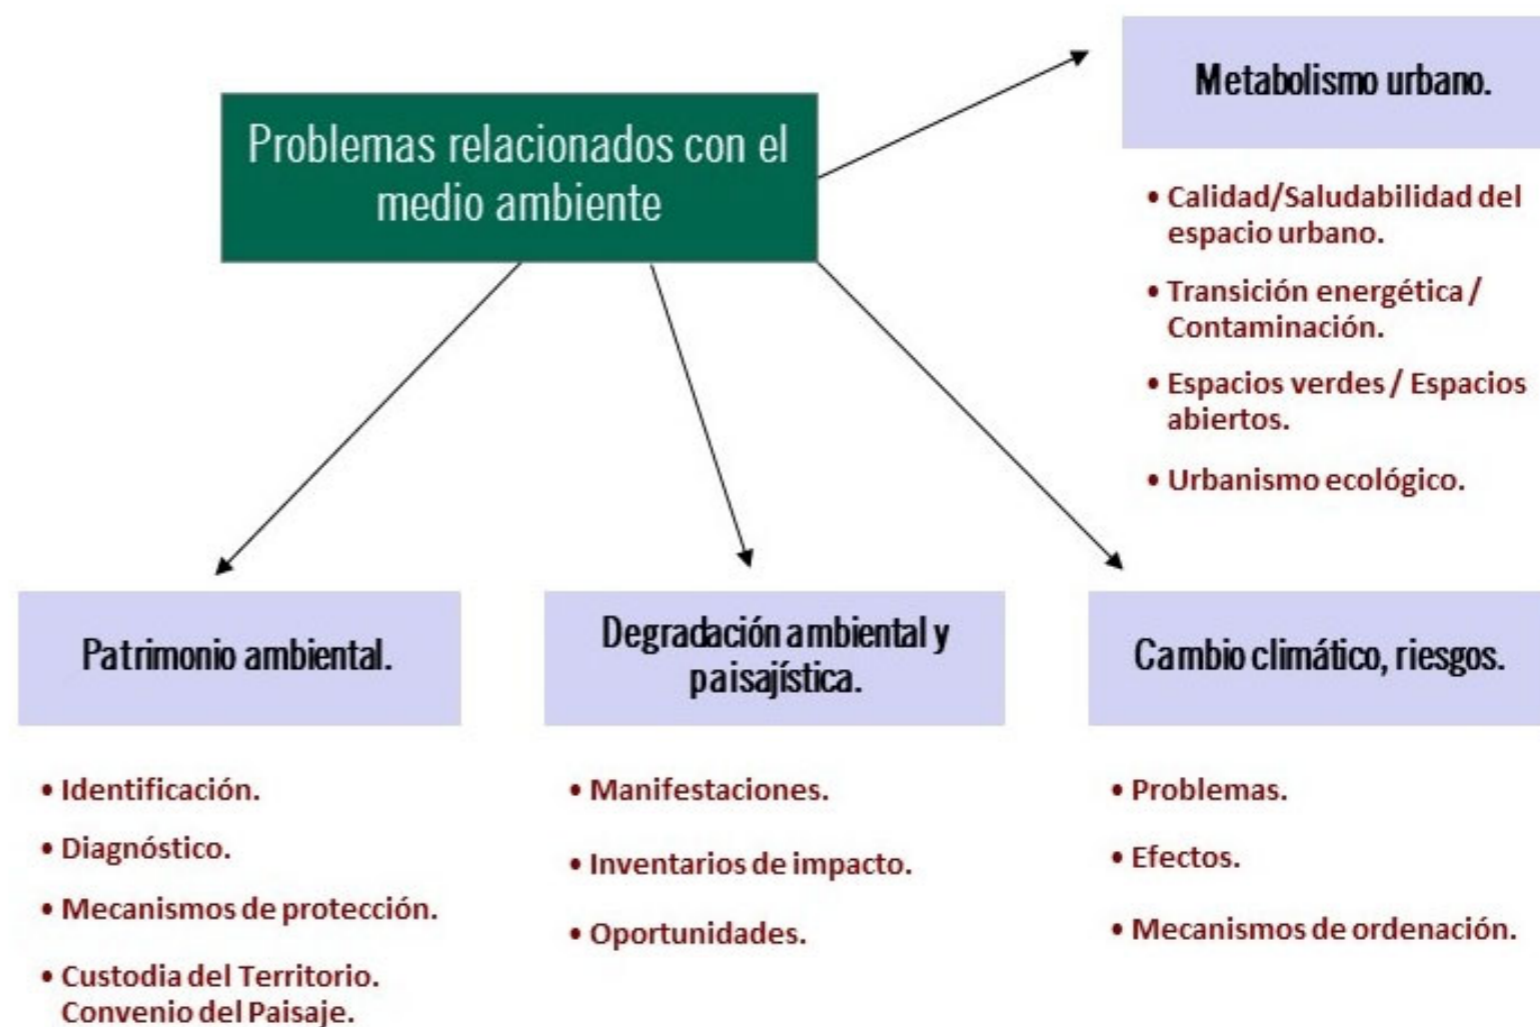 Problemas relacionados con el
medio ambiente
Metabolismo urbano.
• Calidad/Saludabilidad del
espacio urbano.
• Transición energética /
Contaminación.
• Espacios verdes / Espacios
abiertos.
• Urbanismo ecológico.
Patrimonio ambiental.
• Identificación.
• Diagnóstico.
• Mecanismos de protección.
• Custodia del Territorio.
Convenio del Paisaje.
Degradación ambiental y
paisajística.
• Manifestaciones.
• Inventarios de impacto.
• Oportunidades.
Cambio climático, riesgos.
• Problemas.
• Efectos.
• Mecanismos de ordenación.